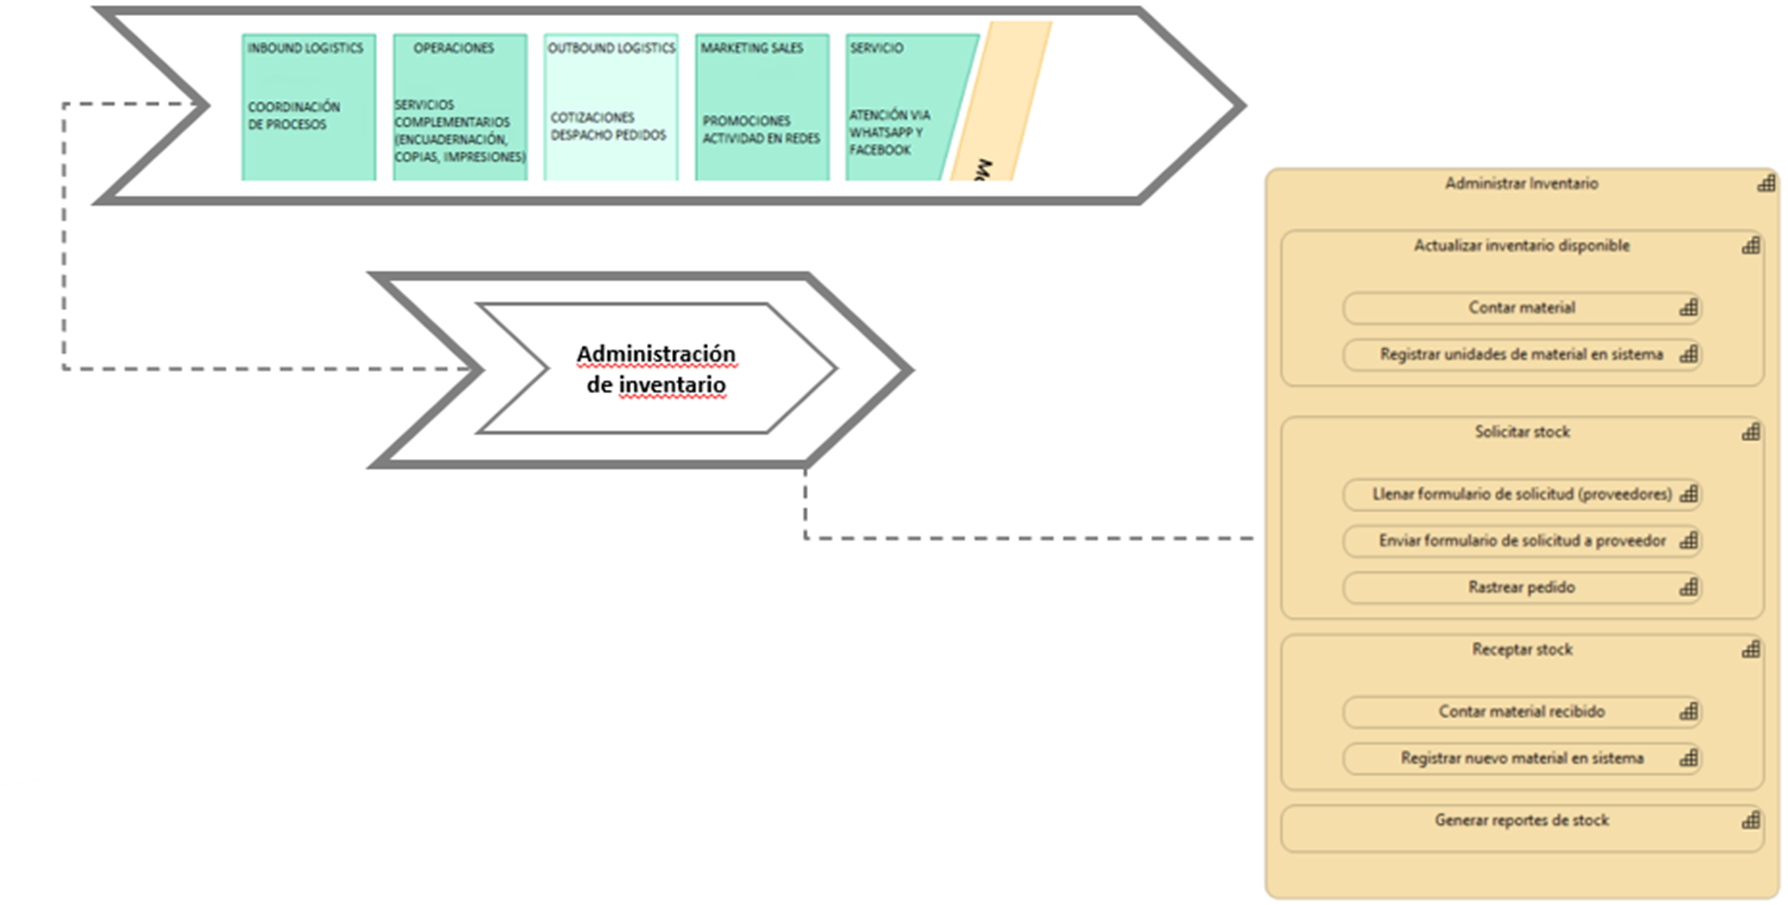 INBOUND LOGISTICS
COORDINACIÓN
DE PROCESOS
OPERACIONES
SERVICIOS
COMPLEMENTARIOS
(ENCUADERNACIÓN,
COPIAS, IMPRESIONES)
OUTBOUND LOGISTICS
COTIZACIONES
DESPACHO PEDIDOS
MARKETING SALES
PROMOCIONES
ACTIVIDAD EN REDES
SERVICIO
ATENCIÓN VIA
WHATSAPP Y
FACEBOOK
Administración
de inventario
Administrar Inventario
Actualizar inventario disponible
Contar material
Registrar unidades de material en sistema
Solicitar stock
Llenar formulario de solicitud (proveedores)
Enviar formulario de solicitud a proveedor
Rastrear pedido
Receptar stock
Contar material recibido
Registrar nuevo material en sistema
Generar reportes de stock